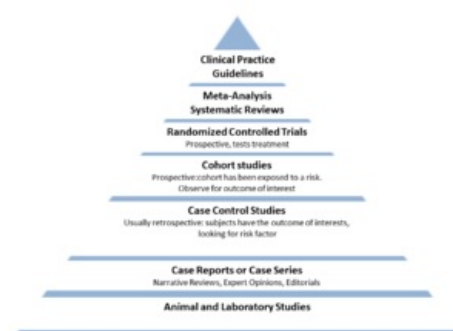 Clinical Practice
Guidelines
Meta-Analysis
Systematic Reviews
Randomized Controlled Trials
Prospective, tests treatment
Cohort studies
Prospective:cohort has been exposed to a risk.
Observe for outcome of interest
Case Control Studies
Usually retrospective: subjects have the outcome of interests,
looking for risk factor
Case Reports or Case Series
Narrative Reviews, Expert Opinions, Editorials
Animal and Laboratory Studies